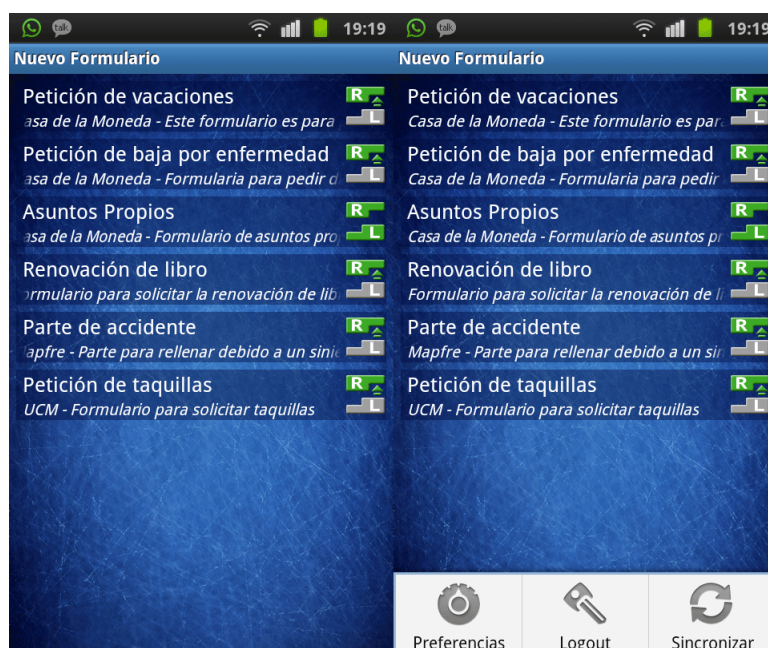 talk
19:19
Nuevo Formulario
Petición de vacaciones
R
asa de la Moneda - Este formulario es para
L
Petición de baja por enfermedad
R
asa de la Moneda - Formularia para pedir d
L
Asuntos Propios
R
asa de la Moneda - Formulario de asuntos pro
L
Renovación de libro
R
ormulario para solicitar la renovación de lib
L
Parte de accidente
R
apfre - Parte para rellenar debido a un sinie
L
Petición de taquillas
R
UCM - Formulario para solicitar taquillas
L
talk
19:19
Nuevo Formulario
Petición de vacaciones
R
Casa de la Moneda - Este formulario es par
L
Petición de baja por enfermedad
R
Casa de la Moneda - Formularia para pedir
L
Asuntos Propios
R
Casa de la Moneda - Formulario de asuntos pr
L
Renovación de libro
R
Formulario para solicitar la renovación de li
L
Parte de accidente
R
Mapfre - Parte para rellenar debido a un sin
L
Petición de taquillas
R
UCM - Formulario para solicitar taquillas
L
Preferencias
Logout
Sincronizar